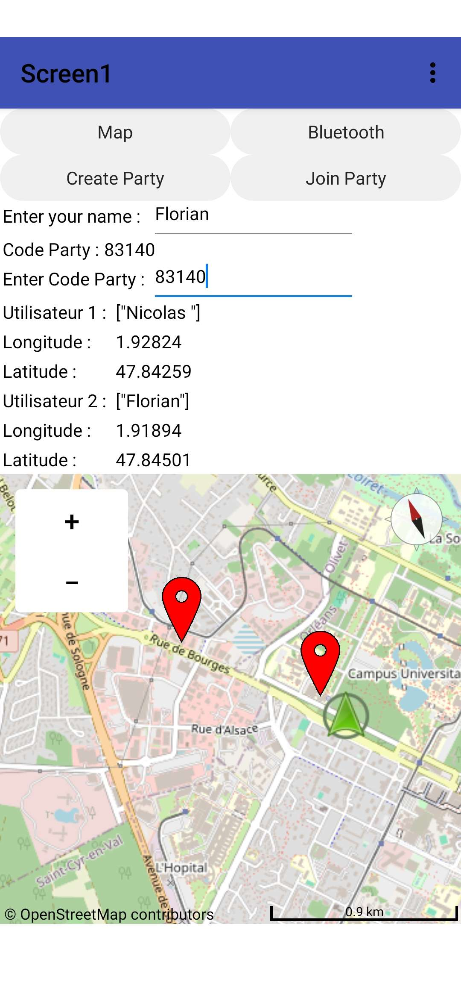 Screen1
Map
Bluetooth
Create Party
Join Party
Enter your name :
Florian
Code Party : 83140
Enter Code Party :
83140
Utilisateur 1 : ["Nicolas "]
Longitude : 1.92824
Latitude : 47.84259
Utilisateur 2 : ["Florian"]
Longitude : 1.91894
Latitude : 47.84501
Belot
urce
Loiret
+
La So
Olivet
−
Orléans
71
nue de Sologne
Rue de Bourges
Campus Universita
Rue d'Alsace
Saint-Cyr-en-Val
Avenue de
L'Hopital
© OpenStreetMap contributors
0.9 km